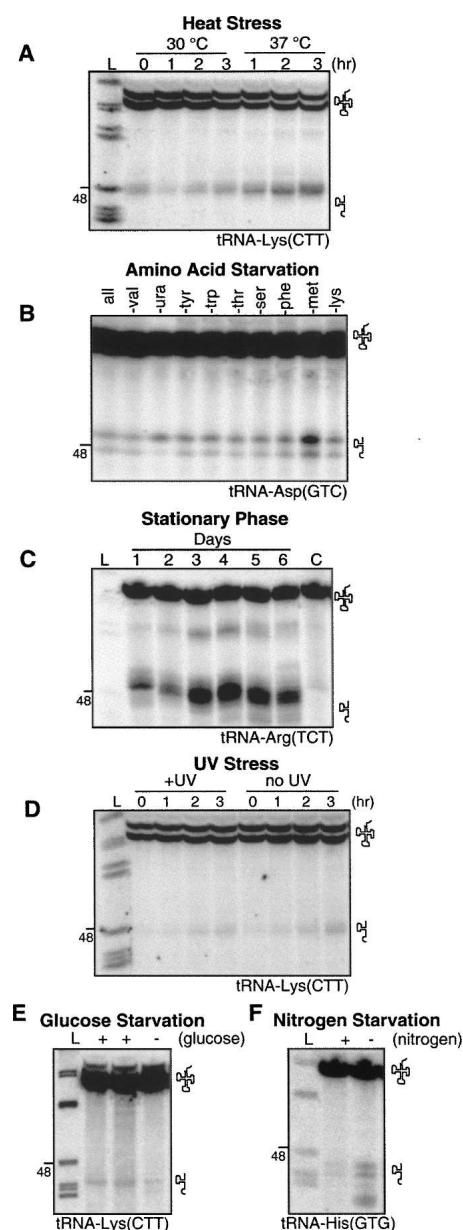 Heat Stress
A
30 °C 37 °C
L 0 1 2 3 1 2 3 (hr)
48
tRNA-Lys(CTT)
Amino Acid Starvation
B
all -val -ura -tyr -trp -thr -ser -phe -met -lys
48
tRNA-Asp(GTC)
Stationary Phase
C
Days
L 1 2 3 4 5 6 C
48
tRNA-Arg(TCT)
UV Stress
+UV no UV
D
L 0 1 2 3 0 1 2 3 (hr)
48
tRNA-Lys(CTT)
E Glucose Starvation
L + + - (glucose)
48
tRNA-Lys(CTT)
F Nitrogen Starvation
L + - (nitrogen)
48
tRNA-His(GTG)